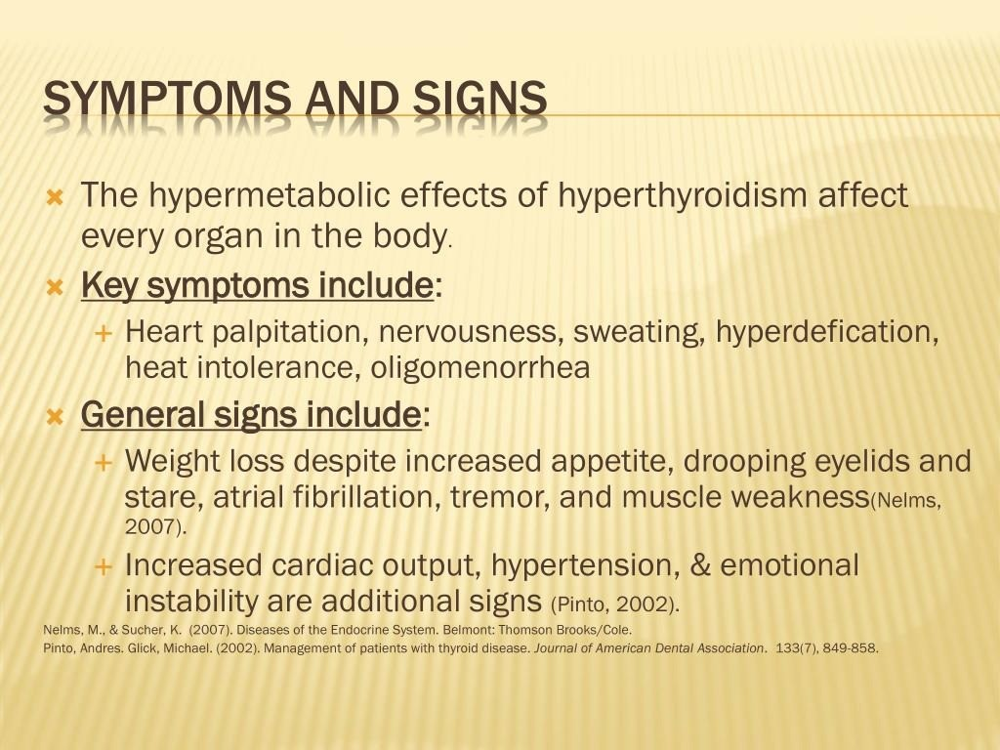 SYMPTOMS AND SIGNS
The hypermetabolic effects of hyperthyroidism affect
every organ in the body.
Key symptoms include:
Heart palpitation, nervousness, sweating, hyperdefication,
heat intolerance, oligomenorrhea
General signs include:
Weight loss despite increased appetite, drooping eyelids and
stare, atrial fibrillation, tremor, and muscle weakness(Nelms,
2007).
Increased cardiac output, hypertension, & emotional
instability are additional signs (Pinto, 2002).
Nelms, M., & Sucher, K.  (2007). Diseases of the Endocrine System. Belmont: Thomson Brooks/Cole.
Pinto, Andres. Glick, Michael. (2002). Management of patients with thyroid disease. Journal of American Dental Association.  133(7), 849-858.